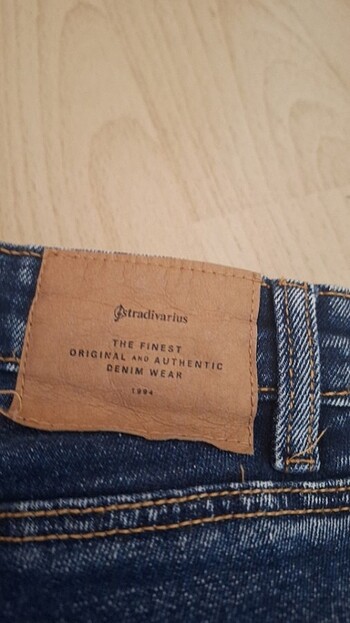 stradivarius
THE FINEST
ORIGINAL AND AUTHENTIC
DENIM WEAR
1994